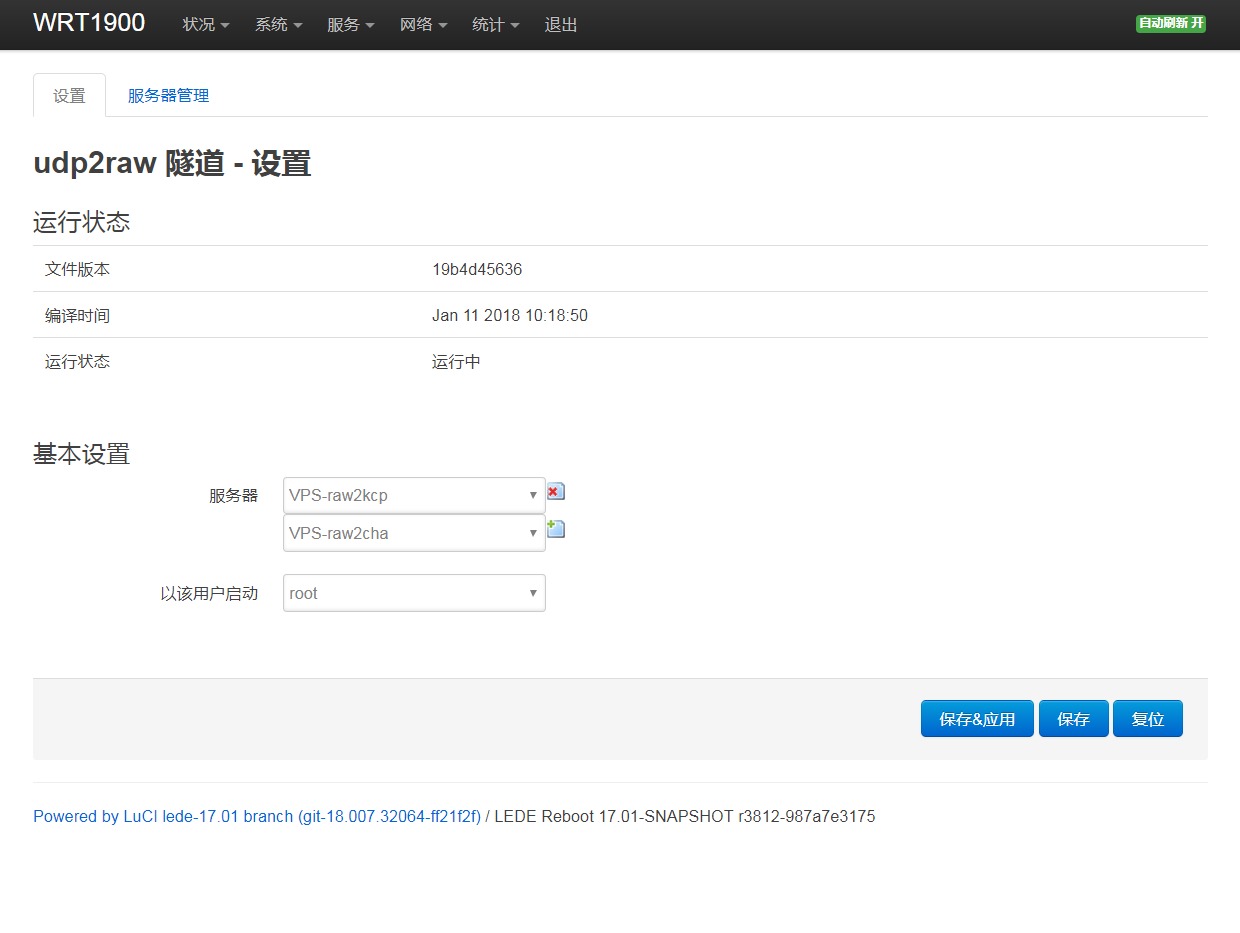 WRT1900 状况 系统 服务 网络 统计 退出 自动刷新 开
设置 服务器管理
udp2raw 隧道 - 设置
运行状态
文件版本 19b4d45636
编译时间 Jan 11 2018 10:18:50
运行状态 运行中
基本设置
服务器 VPS-raw2kcp
VPS-raw2cha
以该用户启动 root
保存&应用 保存 复位
Powered by LuCI lede-17.01 branch (git-18.007.32064-ff21f2f) / LEDE Reboot 17.01-SNAPSHOT r3812-987a7e3175